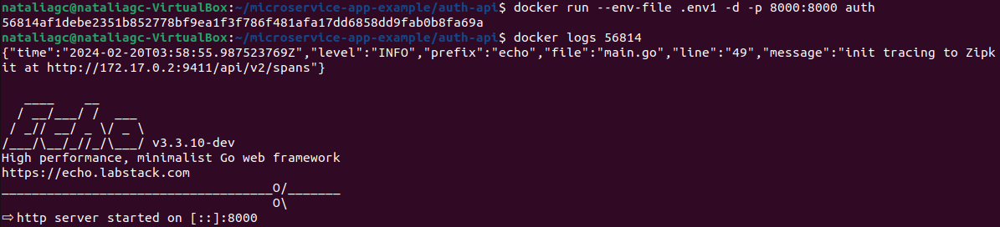 nataliagc@nataliagc-VirtualBox:~/microservice-app-example/auth-api$ docker run --env-file .env1 -d -p 8000:8000 auth
56814af1debe2351b852778bf9ea1f3f786f481afa17dd6858dd9fab0b8fa69a
nataliagc@nataliagc-VirtualBox:~/microservice-app-example/auth-api$ docker logs 56814
{"time":"2024-02-20T03:58:55.987523769Z","level":"INFO","prefix":"echo","file":"main.go","line":"49","message":"init tracing to Zipk
it at http://172.17.0.2:9411/api/v2/spans"}
   ____    __
  / __/___/ /  ___
 / _// __/ _ \/ _ \
/___/\__/_//_/\___/ v3.3.10-dev
High performance, minimalist Go web framework
https://echo.labstack.com
____________________________________O/_______
                                    O\
⇨ http server started on [::]:8000